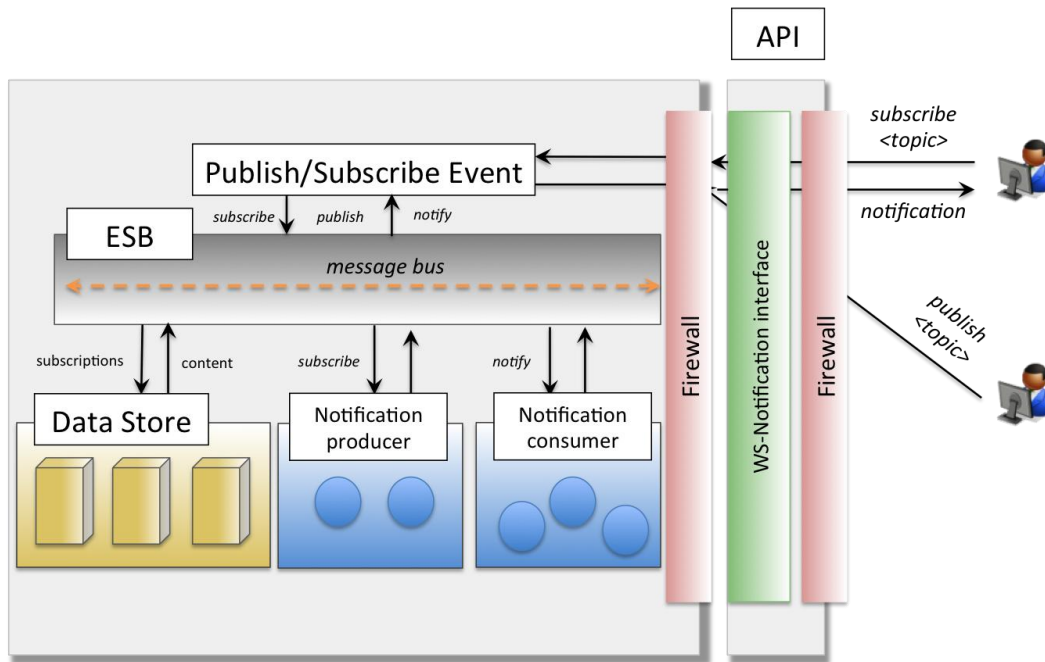 API
subscribe
<topic>
Publish/Subscribe Event
notification
subscribe
publish
notify
ESB
message bus
publish
<topic>
Firewall
WS-Notification interface
Firewall
subscriptions
content
subscribe
notify
Data Store
Notification
producer
Notification
consumer